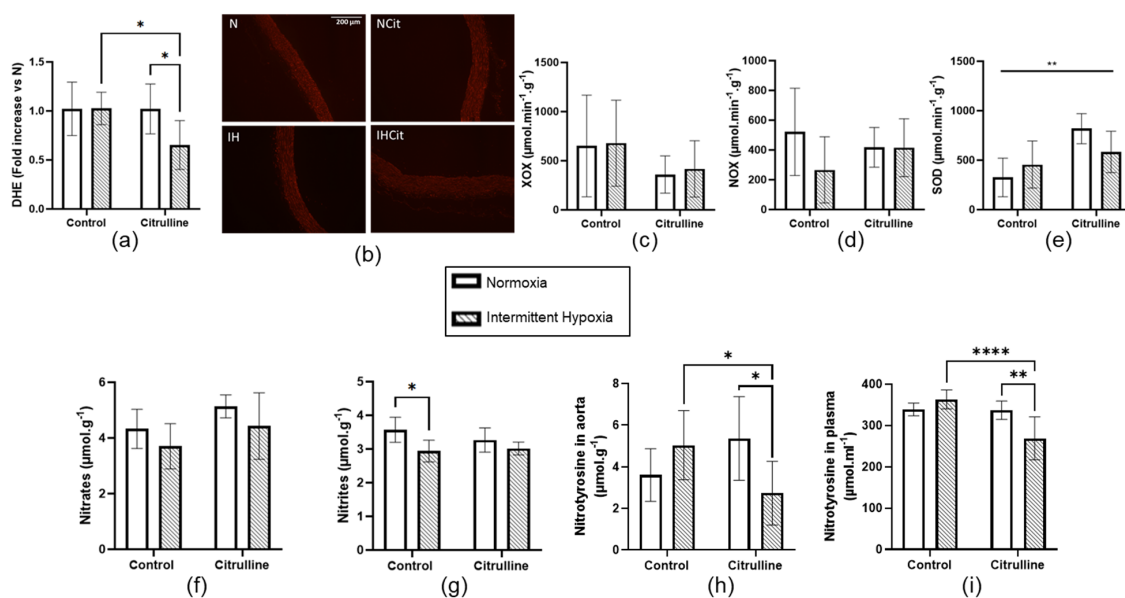 *
*
DHE (Fold increase vs N)
1.5
1.0
0.5
0.0
Control Citrulline
(a)
N
200 µm
NCit
IH
IHCit
(b)
XOX (µmol.min⁻¹.g⁻¹)
1500
1000
500
0
Control Citrulline
(c)
NOX (µmol.min⁻¹.g⁻¹)
1000
800
600
400
200
0
Control Citrulline
(d)
**
SOD (µmol.min⁻¹.g⁻¹)
1500
1000
500
0
Control Citrulline
(e)
Normoxia
Intermittent Hypoxia
Nitrates (µmol.g⁻¹)
6
4
2
0
Control Citrulline
(f)
*
Nitrites (µmol.g⁻¹)
5
4
3
2
1
0
Control Citrulline
(g)
*
*
Nitrotyrosine in aorta
(µmol.g⁻¹)
8
6
4
2
0
Control Citrulline
(h)
****
**
Nitrotyrosine in plasma
(µmol.ml⁻¹)
400
300
200
100
0
Control Citrulline
(i)